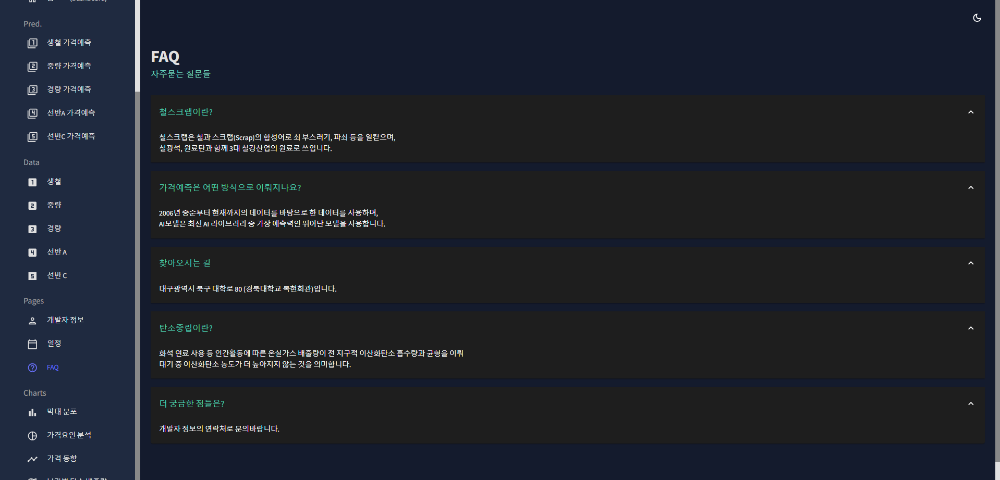 Pred.
생철 가격예측
중량 가격예측
경량 가격예측
선반A 가격예측
선반C 가격예측
Data
1 생철
2 중량
3 경량
4 선반 A
5 선반 C
Pages
개발자 정보
일정
FAQ
Charts
막대 분포
가격요인 분석
가격 동향
FAQ
자주묻는 질문들
철스크랩이란?
철스크랩은 철과 스크랩(Scrap)의 합성어로 쇠 부스러기, 파쇠 등을 일컫으며,
철광석, 원료탄과 함께 3대 철강산업의 원료로 쓰입니다.
가격예측은 어떤 방식으로 이뤄지나요?
2006년 중순부터 현재까지의 데이터를 바탕으로 한 데이터를 사용하며,
AI모델은 최신 AI 라이브러리 중 가장 예측력인 뛰어난 모델을 사용합니다.
찾아오시는 길
대구광역시 북구 대학로 80 (경북대학교 복현회관)입니다.
탄소중립이란?
화석 연료 사용 등 인간활동에 따른 온실가스 배출량이 전 지구적 이산화탄소 흡수량과 균형을 이뤄
대기 중 이산화탄소 농도가 더 높아지지 않는 것을 의미합니다.
더 궁금한 점들은?
개발자 정보의 연락처로 문의바랍니다.